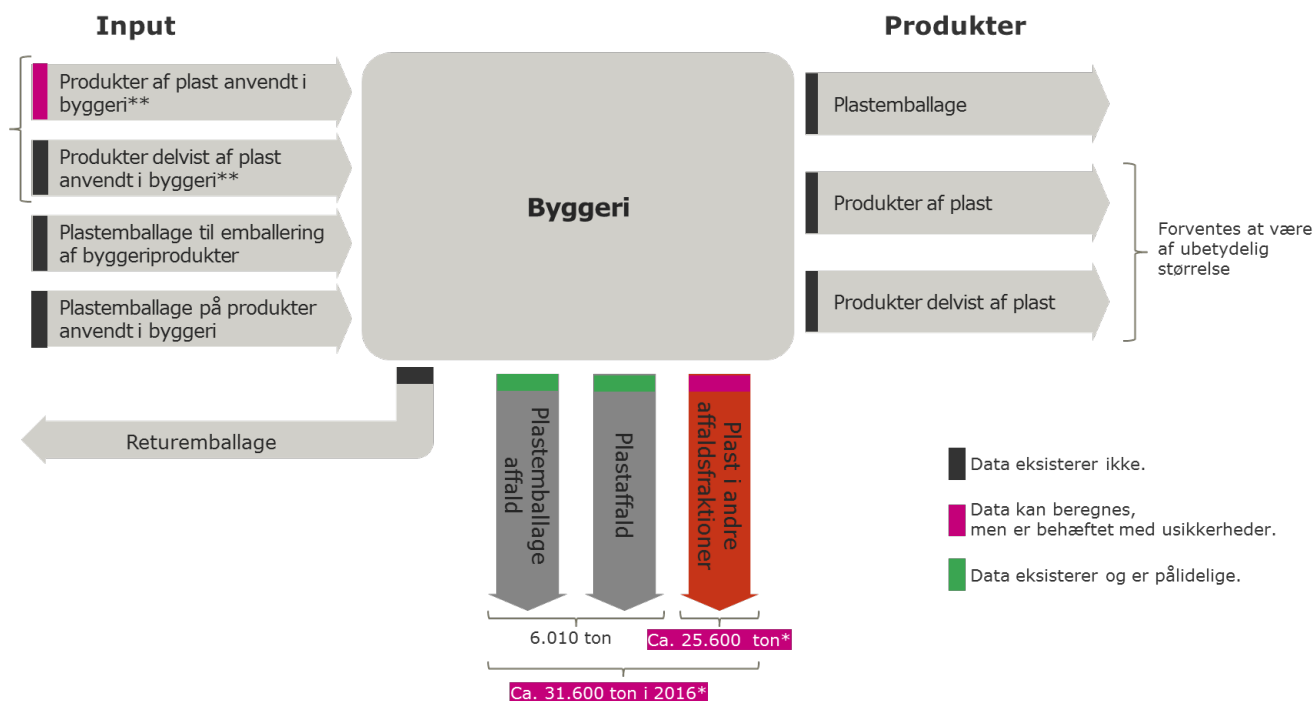 Input
Produkter
Produkter af plast anvendt i
byggeri**
Produkter delvist af plast
anvendt i byggeri**
Plastemballage til emballering
af byggeriprodukter
Plastemballage på produkter
anvendt i byggeri
Byggeri
Plastemballage
Produkter af plast
Produkter delvist af plast
Forventes at være
af ubetydelig
størrelse
Returemballage
Plastemballage
affald
Plastaffald
Plast i andre
affaldsfraktioner
6.010 ton
Ca. 25.600 ton*
Ca. 31.600 ton i 2016*
Data eksisterer ikke.
Data kan beregnes,
men er behæftet med usikkerheder.
Data eksisterer og er pålidelige.